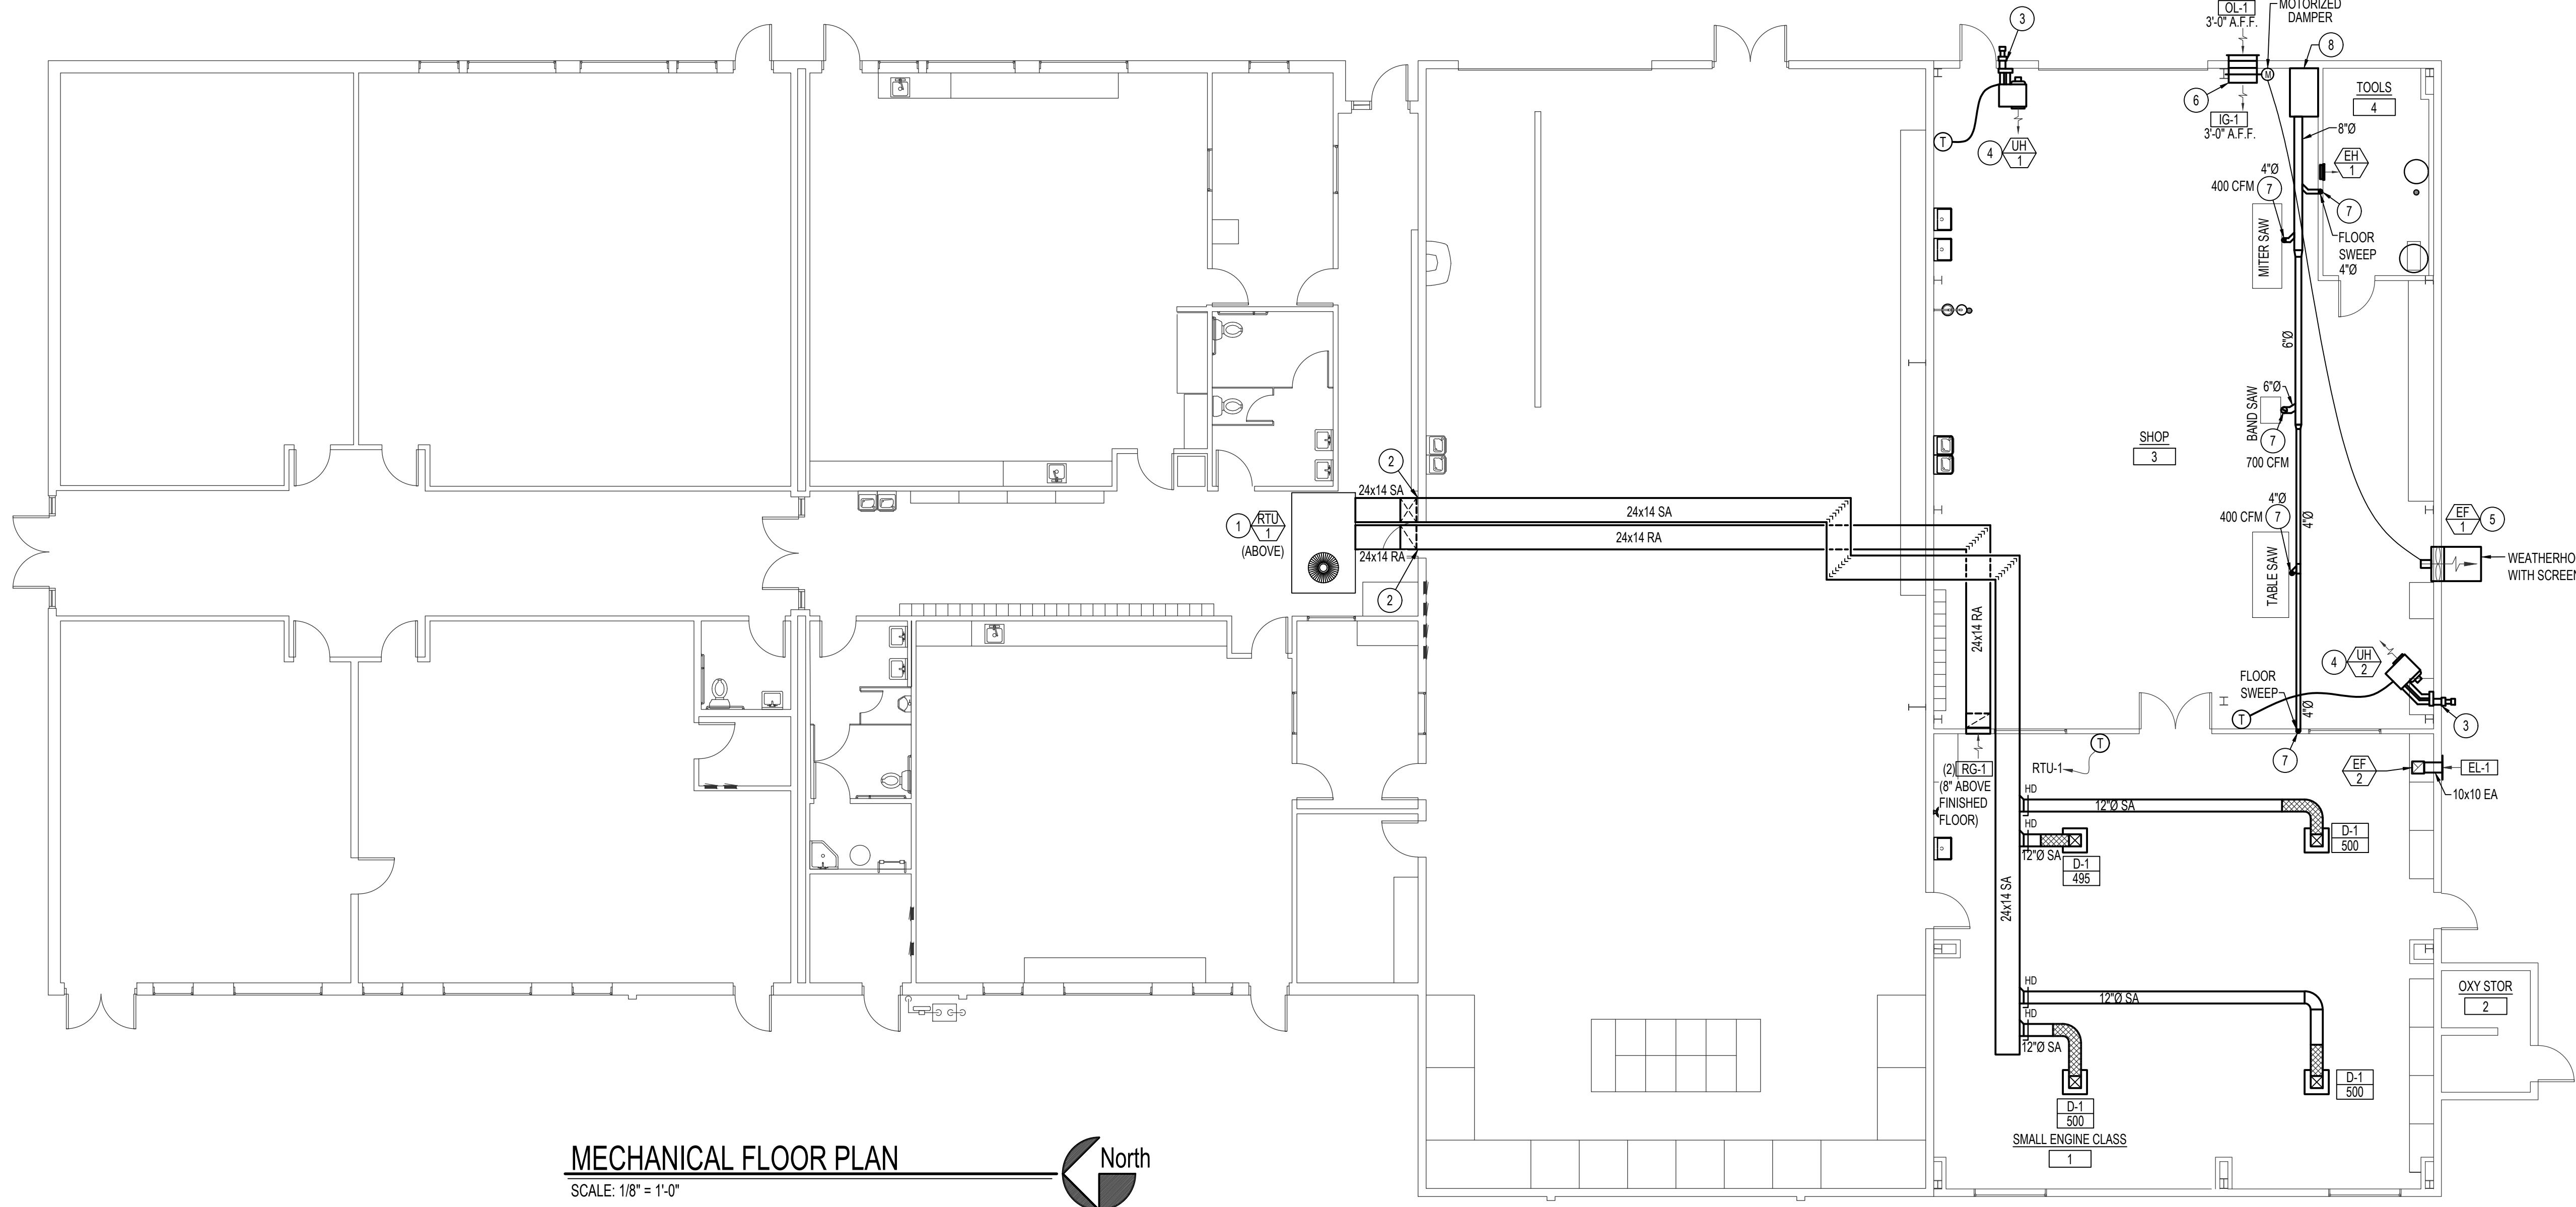 OL-1
3'-0" A.F.F.
MOTORIZED
DAMPER
3
8
6
M
TOOLS
4
IG-1
3'-0" A.F.F.
8"Ø
T
4
UH
1
EH
1
4"Ø
400 CFM
7
7
MITER SAW
FLOOR
SWEEP
4"Ø
6"Ø
BAND SAW
6"Ø
7
700 CFM
SHOP
3
2
24x14 SA
24x14 SA
1
RTU
1
(ABOVE)
24x14 RA
24x14 RA
2
4"Ø
400 CFM
7
4"Ø
TABLE SAW
EF
1
5
WITH
24x14 RA
4
UH
2
FLOOR
SWEEP
4"Ø
T
3
7
T
RTU-1
(2)
RG-1
(8" ABOVE
FINISHED
FLOOR)
EF
2
EL-1
10x10 EA
HD
12"Ø SA
HD
12"Ø SA
D-1
500
D-1
495
24x14 SA
HD
12"Ø SA
HD
12"Ø SA
D-1
500
D-1
500
OXY STOR
2
SMALL ENGINE CLASS
1
MECHANICAL FLOOR PLAN
North
SCALE: 1/8" = 1'-0"